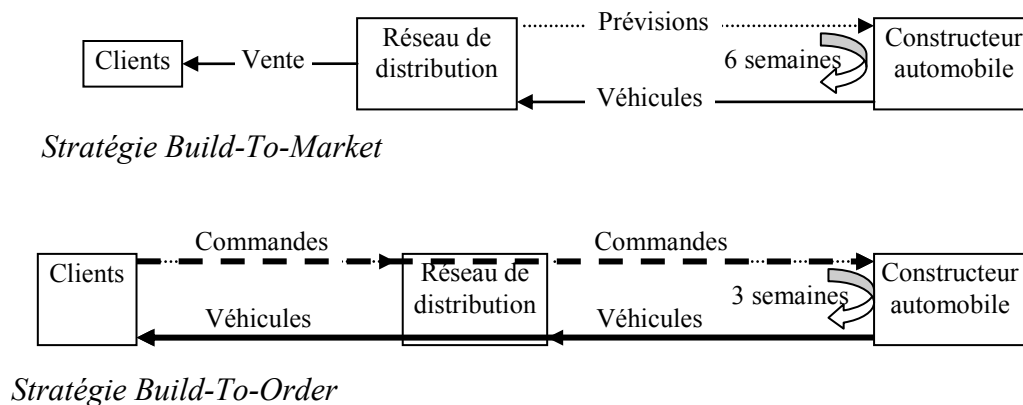 Clients
Vente
Réseau de
distribution
Prévisions
6 semaines
Véhicules
Constructeur
automobile
Stratégie Build-To-Market
Clients
Commandes
Véhicules
Réseau de
distribution
Commandes
3 semaines
Véhicules
Constructeur
automobile
Stratégie Build-To-Order